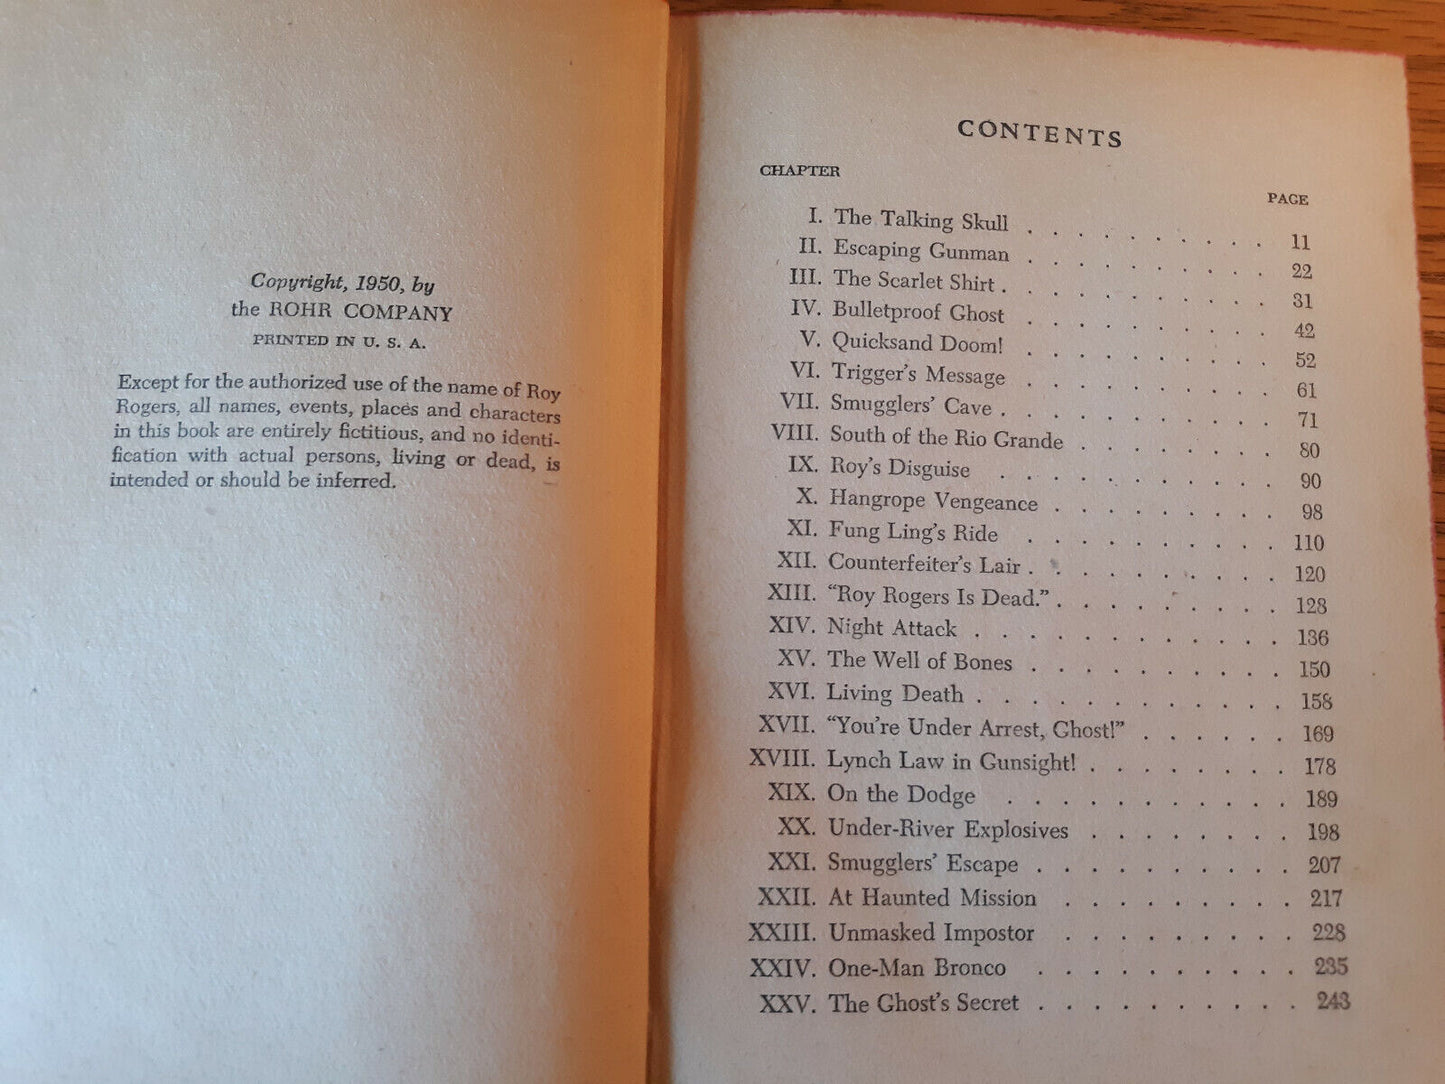 Copyright, 1950, by
the ROHR COMPANY
PRINTED IN U. S. A.
Except for the authorized use of the name of Roy
Rogers, all names, events, places and characters
in this book are entirely fictitious, and no identi-
fication with actual persons, living or dead, is
intended or should be inferred.
CONTENTS
CHAPTER PAGE
I. The Talking Skull . . . . . . . . . . 11
II. Escaping Gunman . . . . . . . . . . 22
III. The Scarlet Shirt . . . . . . . . . . . 31
IV. Bulletproof Ghost . . . . . . . . . . 42
V. Quicksand Doom! . . . . . . . . . . 52
VI. Trigger's Message . . . . . . . . . . 61
VII. Smugglers' Cave . . . . . . . . . . . 71
VIII. South of the Rio Grande . . . . . . . . 80
IX. Roy's Disguise . . . . . . . . . . . 90
X. Hangrope Vengeance . . . . . . . . . 98
XI. Fung Ling's Ride . . . . . . . . . . 110
XII. Counterfeiter's Lair . . . . . . . . . . 120
XIII. “Roy Rogers Is Dead.” . . . . . . . . . 128
XIV. Night Attack . . . . . . . . . . . . 136
XV. The Well of Bones . . . . . . . . . . 150
XVI. Living Death . . . . . . . . . . . . 158
XVII. “You're Under Arrest, Ghost!” . . . . . . 169
XVIII. Lynch Law in Gunsight! . . . . . . . . 178
XIX. On the Dodge . . . . . . . . . . . 189
XX. Under-River Explosives . . . . . . . . 198
XXI. Smugglers' Escape . . . . . . . . . . 207
XXII. At Haunted Mission . . . . . . . . . 217
XXIII. Unmasked Impostor . . . . . . . . . 228
XXIV. One-Man Bronco . . . . . . . . . . 235
XXV. The Ghost's Secret . . . . . . . . . . 243